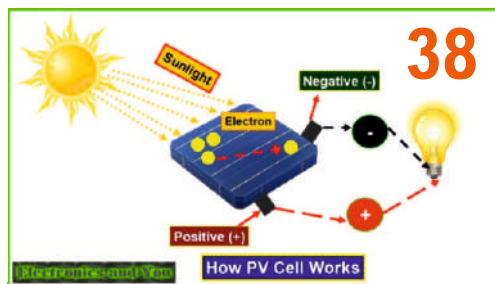 38
Sunlight
Negative (-)
Electron
-
Positive (+)
+
Electronics and You
How PV Cell Works